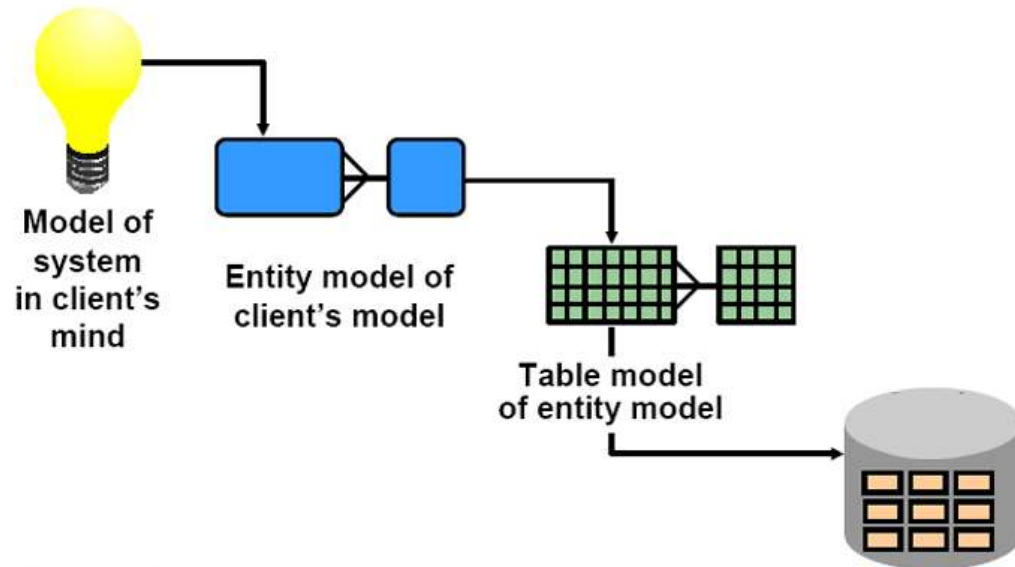 Model of
system
in client's
mind
Entity model of
client's model
Table model
of entity model